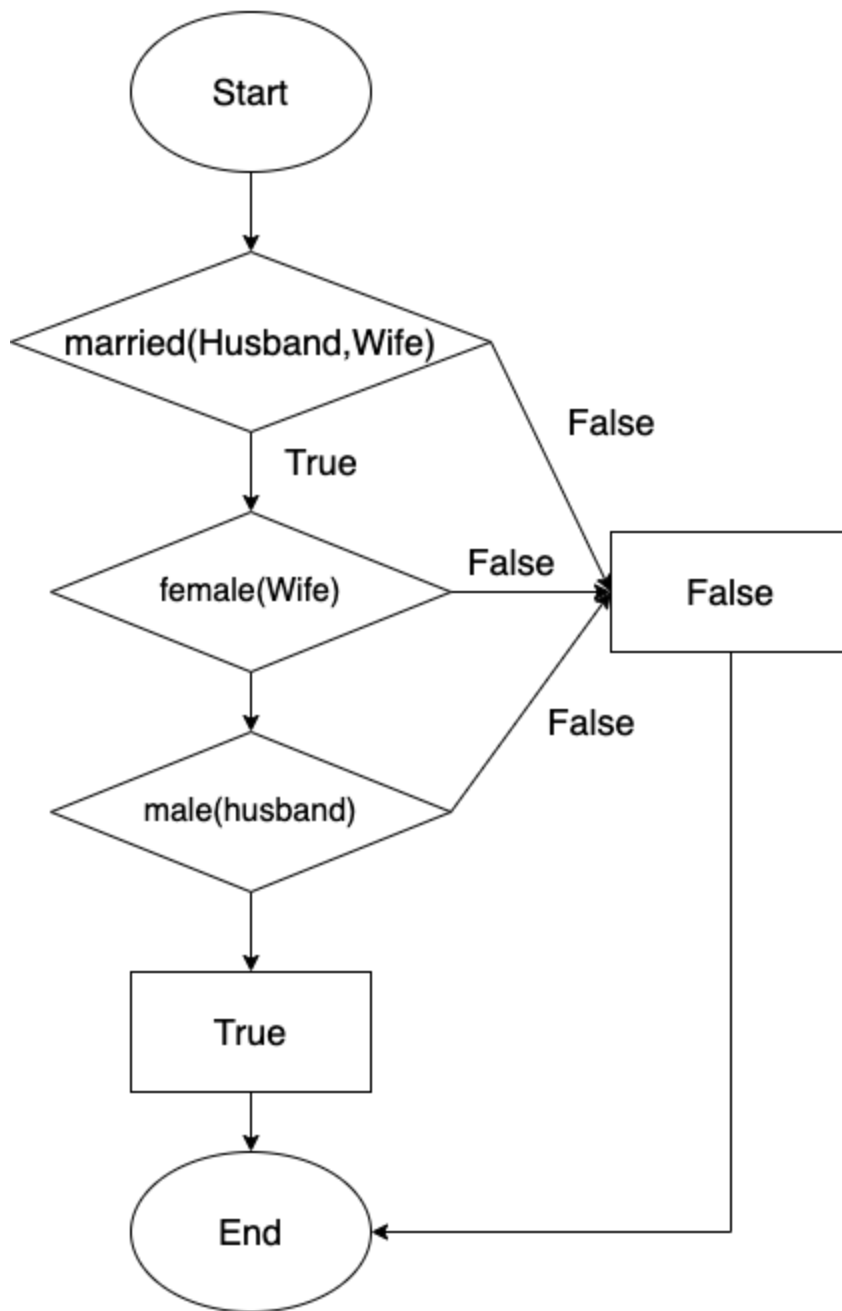 Start
married(Husband,Wife)
False
True
False
female(Wife)
False
False
male(husband)
True
End